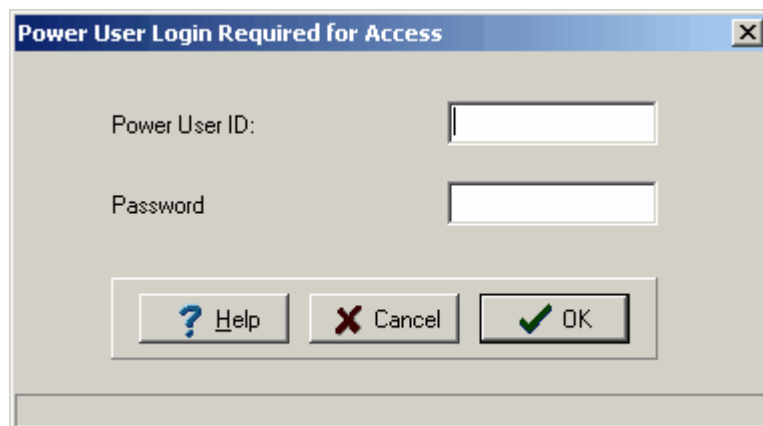 Power User Login Required for Access
Power User ID:
Password
Help Cancel OK